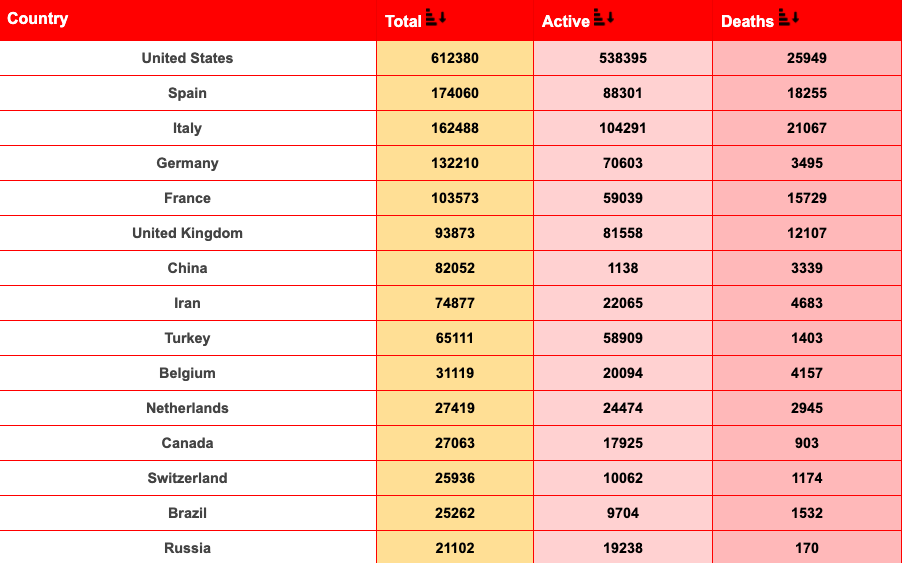 Country Total Active Deaths
United States 612380 538395 25949
Spain 174060 88301 18255
Italy 162488 104291 21067
Germany 132210 70603 3495
France 103573 59039 15729
United Kingdom 93873 81558 12107
China 82052 1138 3339
Iran 74877 22065 4683
Turkey 65111 58909 1403
Belgium 31119 20094 4157
Netherlands 27419 24474 2945
Canada 27063 17925 903
Switzerland 25936 10062 1174
Brazil 25262 9704 1532
Russia 21102 19238 170